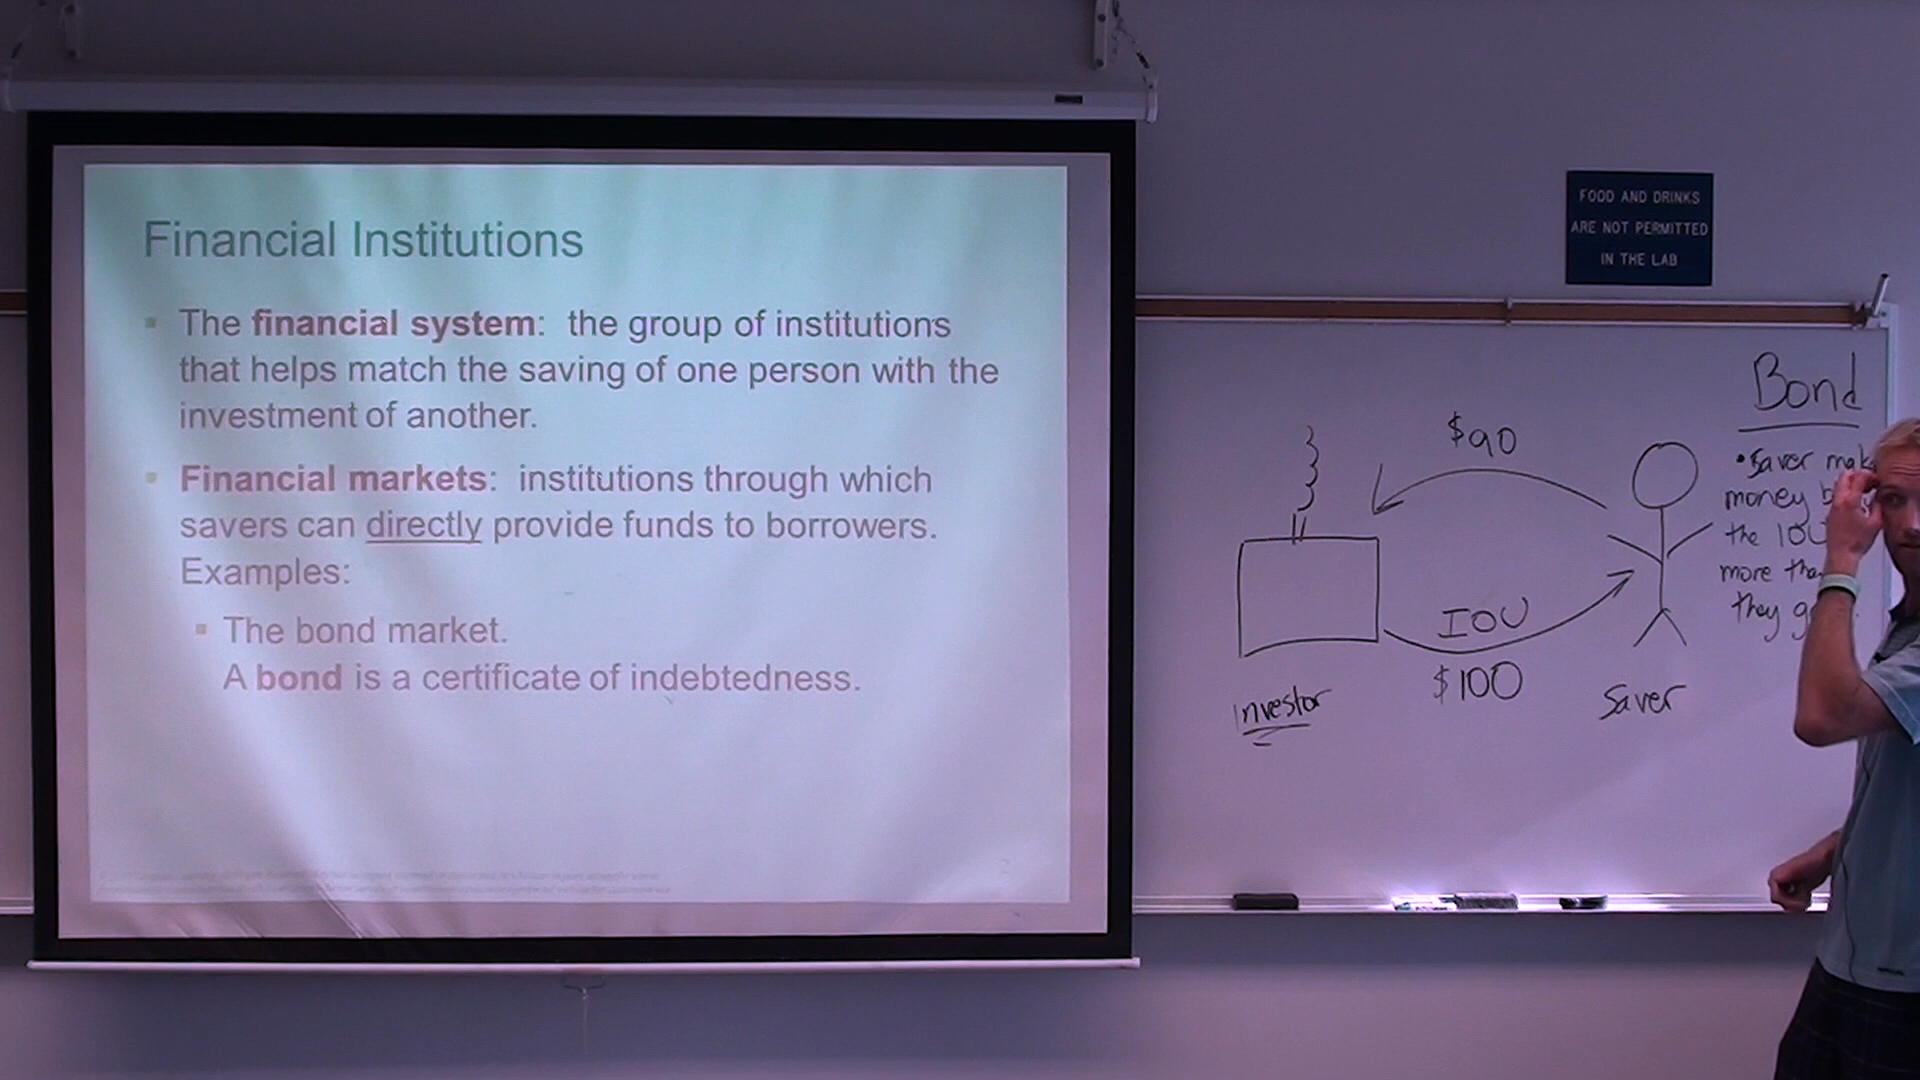 Financial Institutions
The financial system: the group of institutions
that helps match the saving of one person with the
investment of another.
Financial markets: institutions through which
savers can directly provide funds to borrowers.
Examples:
The bond market.
A bond is a certificate of indebtedness.
FOOD AND DRINKS
ARE NOT PERMITTED
IN THE LAB
$90
IOU
$100
Investor
Saver
Bond
• Saver
money
the IOU
more
they